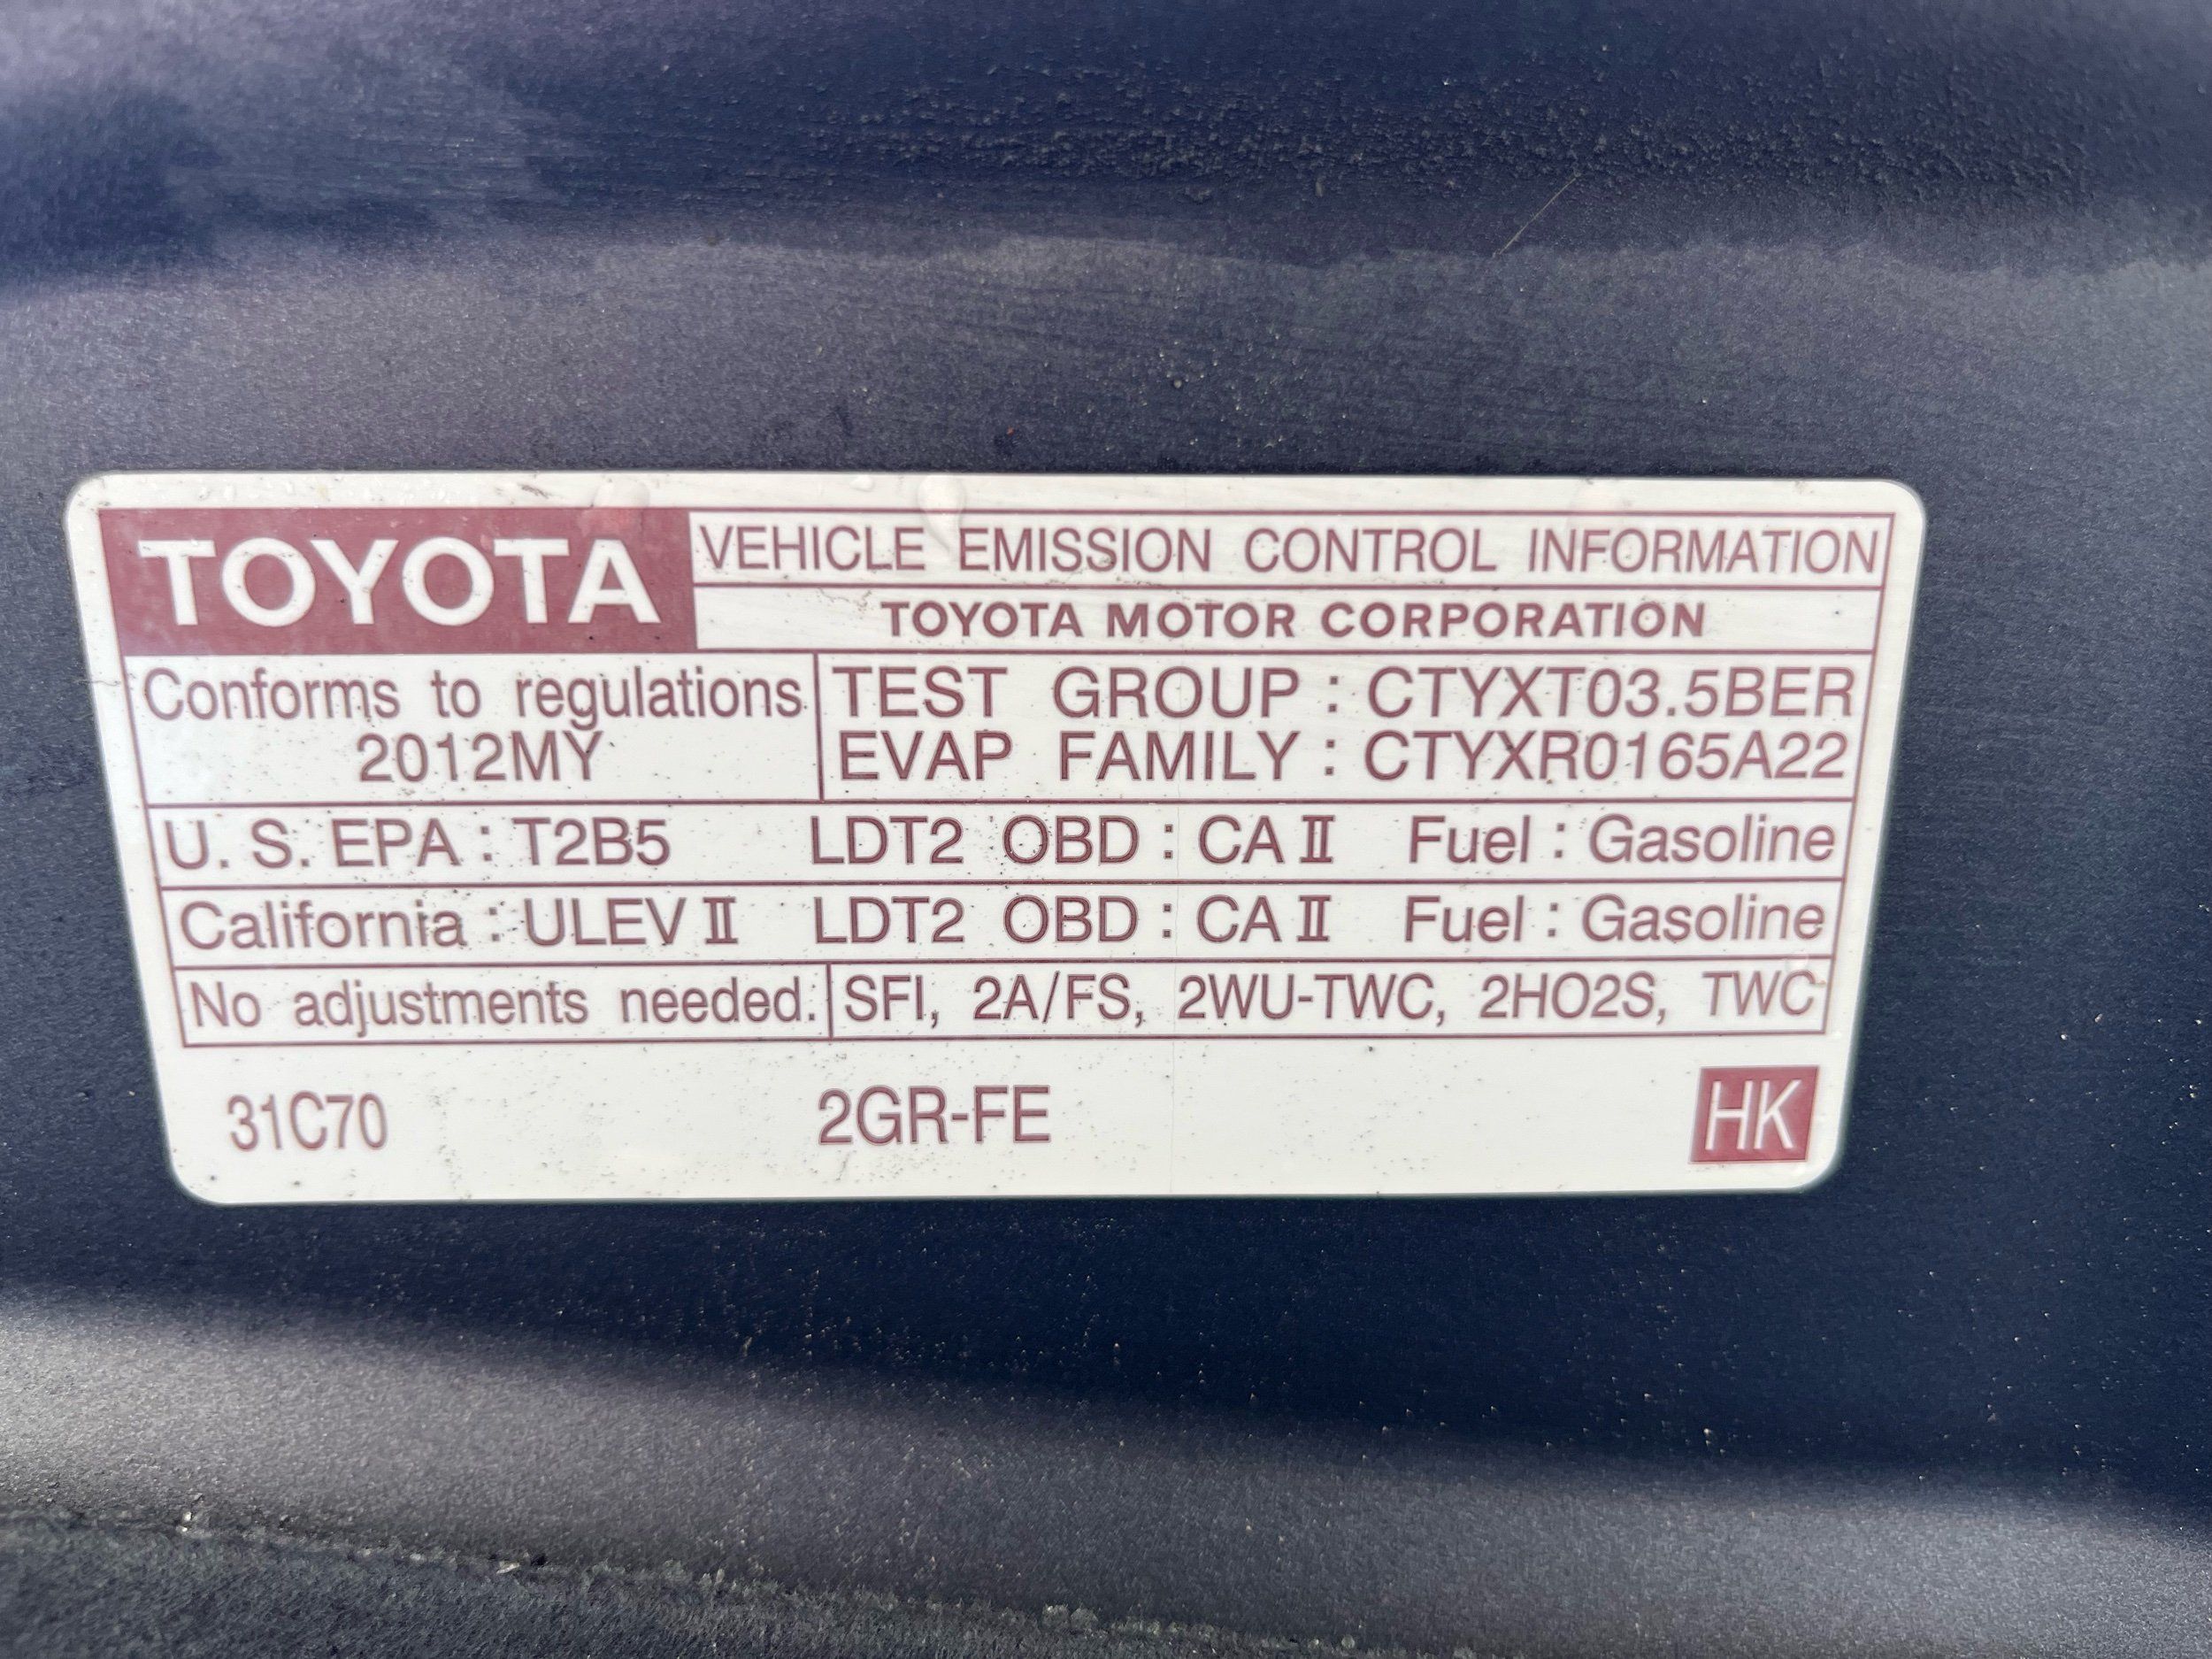 TOYOTA VEHICLE EMISSION CONTROL INFORMATION
TOYOTA MOTOR CORPORATION
Conforms to regulations
2012MY
TEST GROUP : CTYXT03.5BER
EVAP FAMILY : CTYXR0165A22
U. S. EPA : T2B5 LDT2 OBD : CA II Fuel : Gasoline
California : ULEV II LDT2 OBD : CA II Fuel : Gasoline
No adjustments needed. SFI, 2A/FS, 2WU-TWC, 2HO2S, TWC
31C70 2GR-FE HK